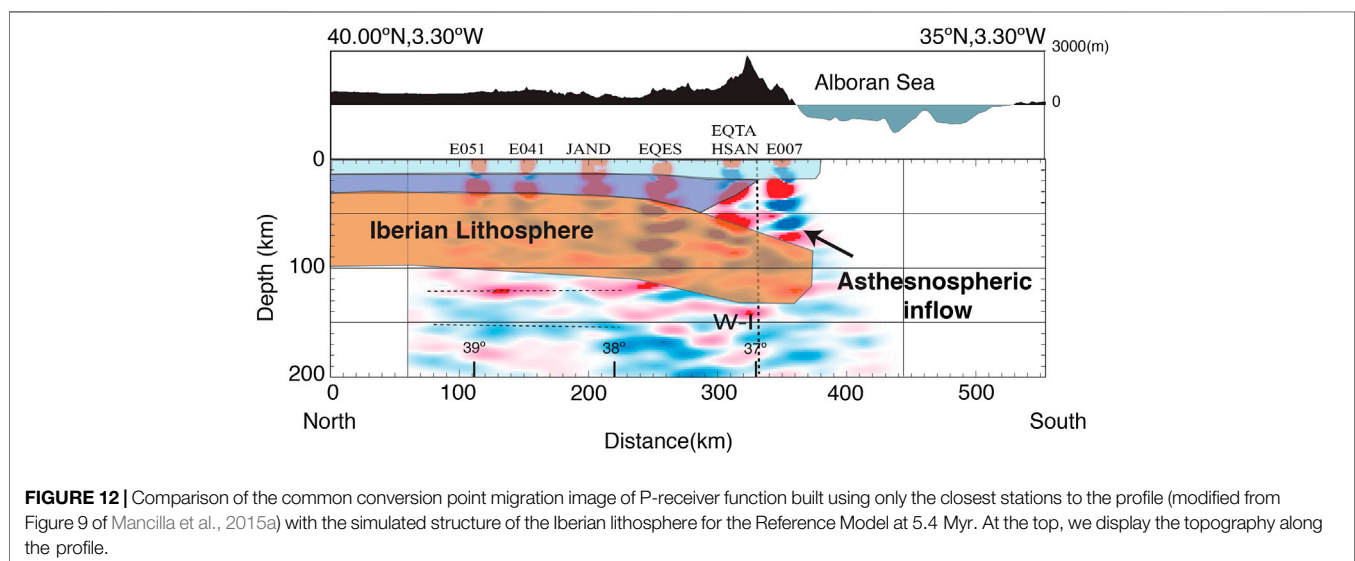 40.00ºN,3.30ºW
35ºN,3.30ºW
3000(m)
Alboran Sea
0
EQTA
E051 E041 JAND EQES HSAN E007
0
Iberian Lithosphere
100
Asthesnospheric
inflow
W-I
39º 38º 37º
200
Depth (km)
0 100 200 300 400 500
North South
Distance(km)
FIGURE 12 | Comparison of the common conversion point migration image of P-receiver function built using only the closest stations to the profile (modified from
Figure 9 of Mancilla et al., 2015a) with the simulated structure of the Iberian lithosphere for the Reference Model at 5.4 Myr. At the top, we display the topography along
the profile.